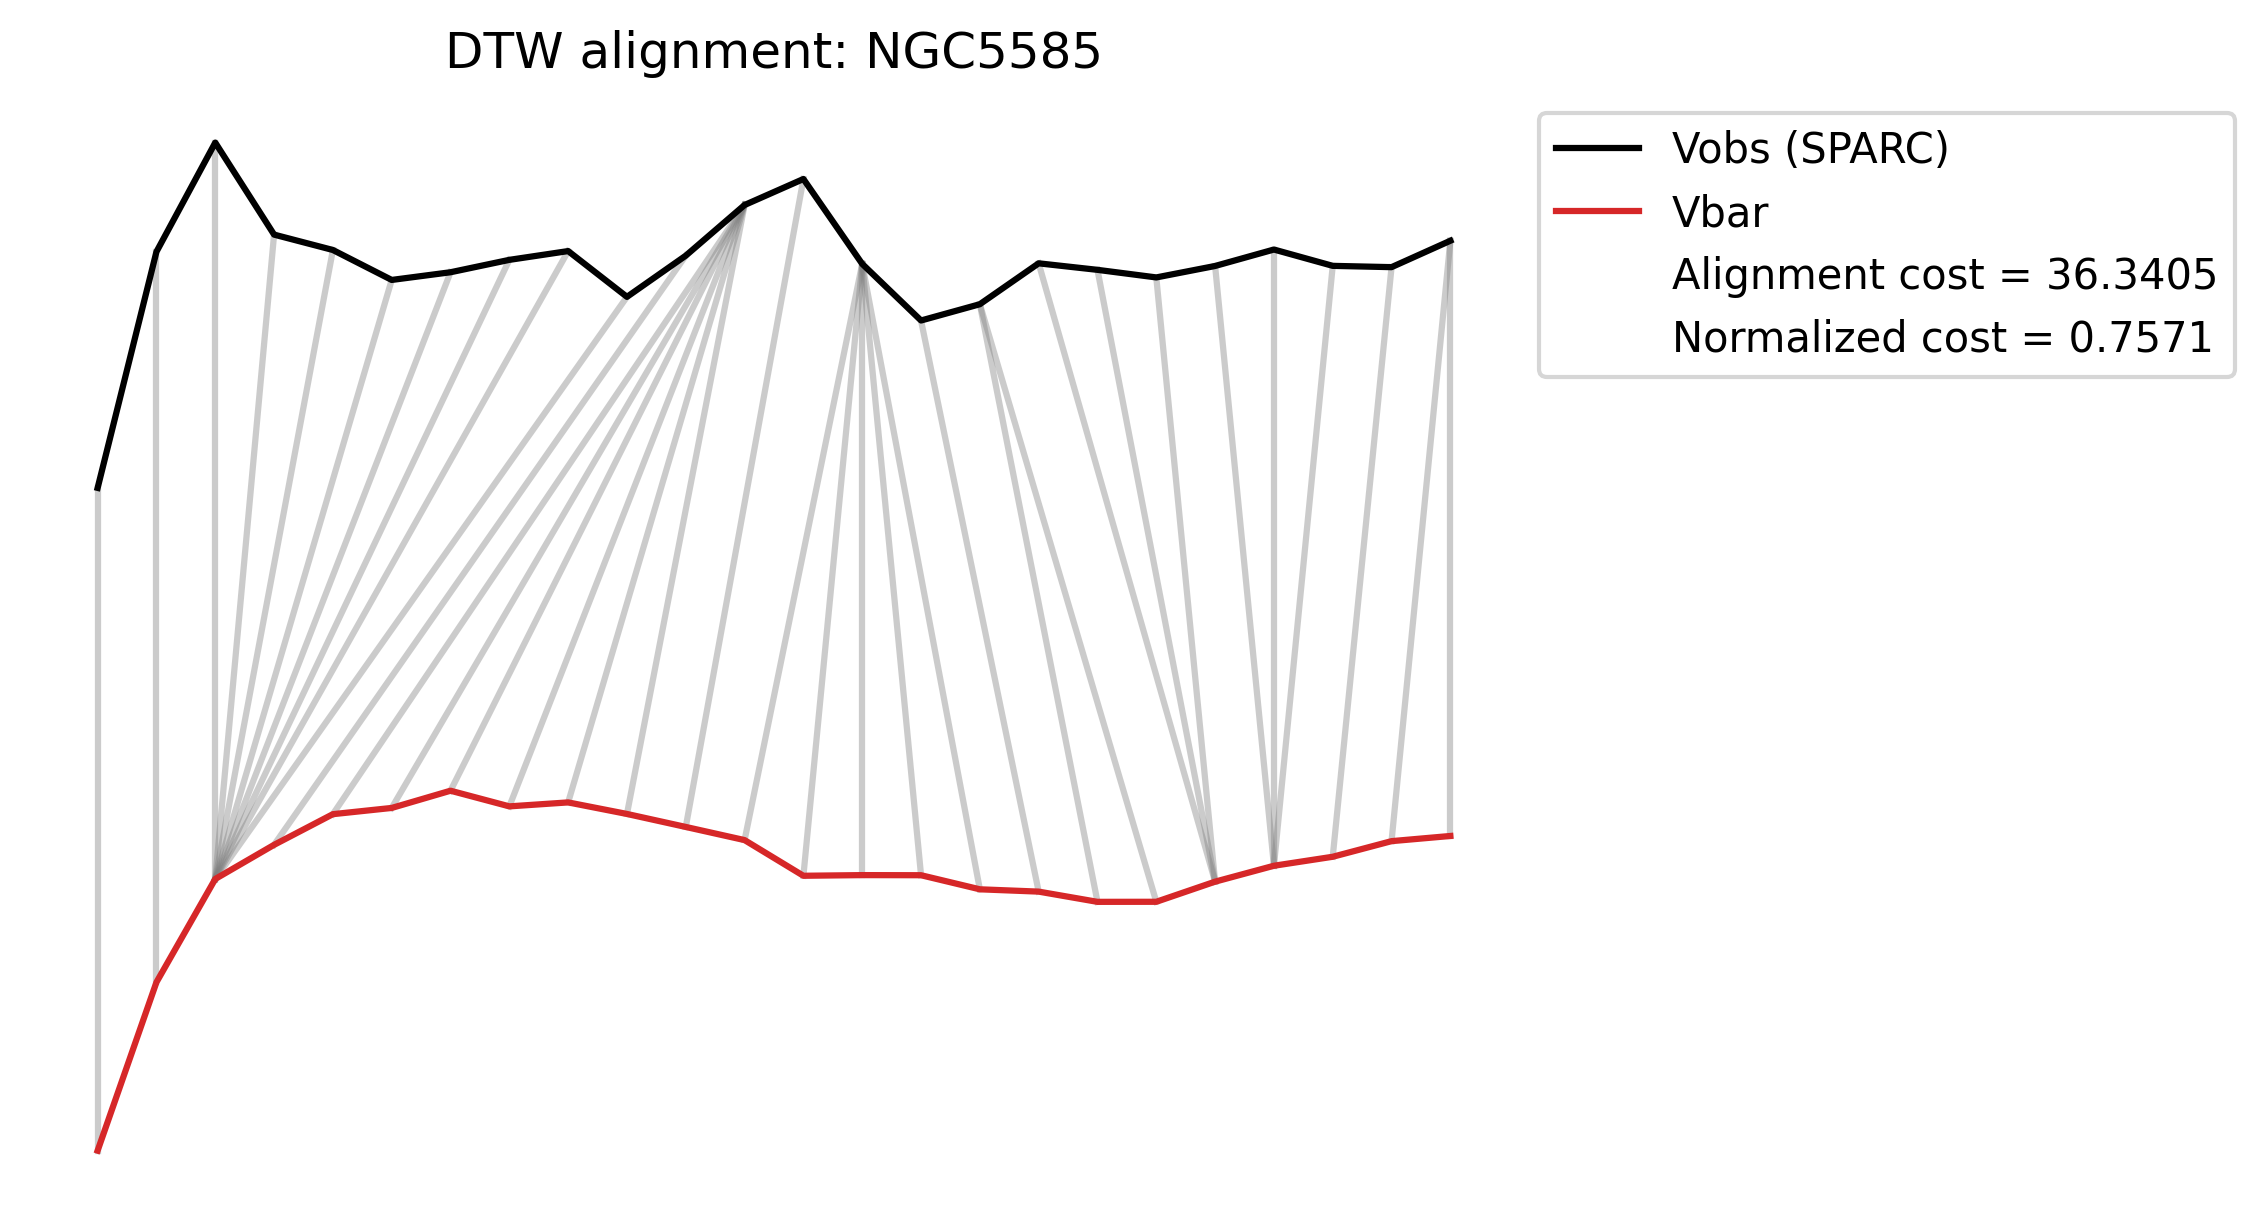 DTW alignment: NGC5585
Vobs (SPARC)
Vbar
Alignment cost = 36.3405
Normalized cost = 0.7571